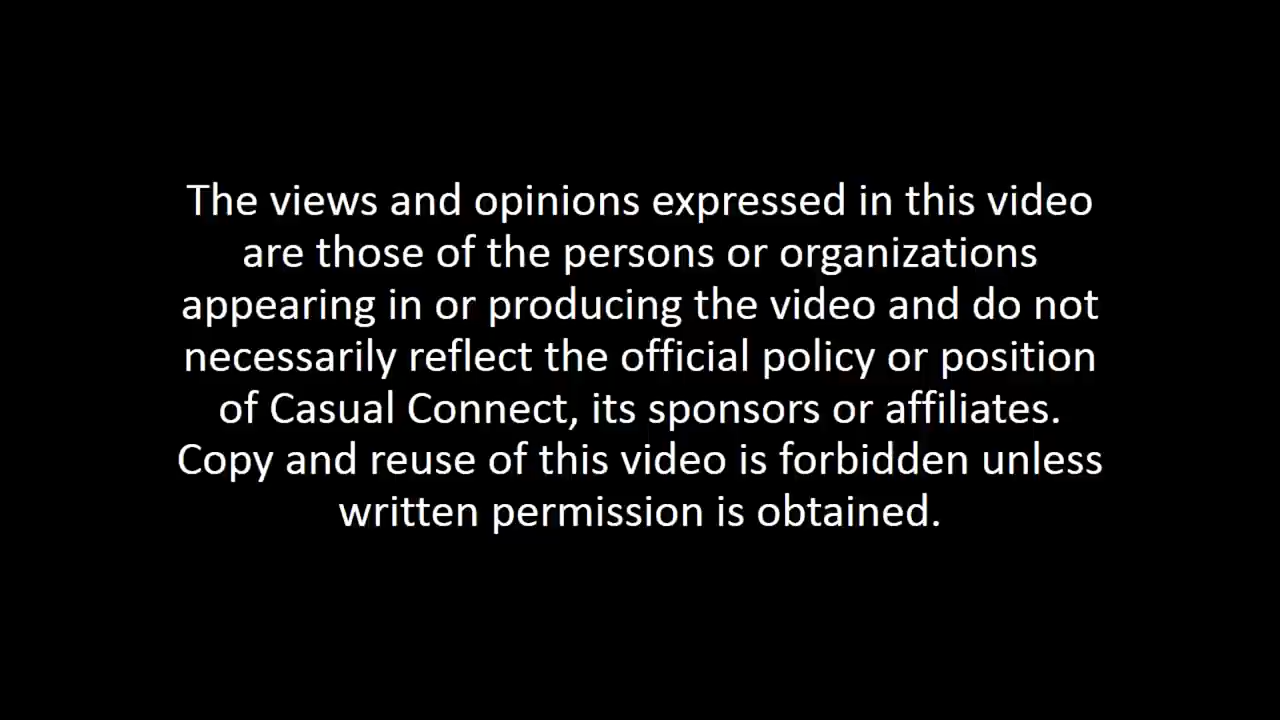 The views and opinions expressed in this video
are those of the persons or organizations
appearing in or producing the video and do not
necessarily reflect the official policy or position
of Casual Connect, its sponsors or affiliates.
Copy and reuse of this video is forbidden unless
written permission is obtained.